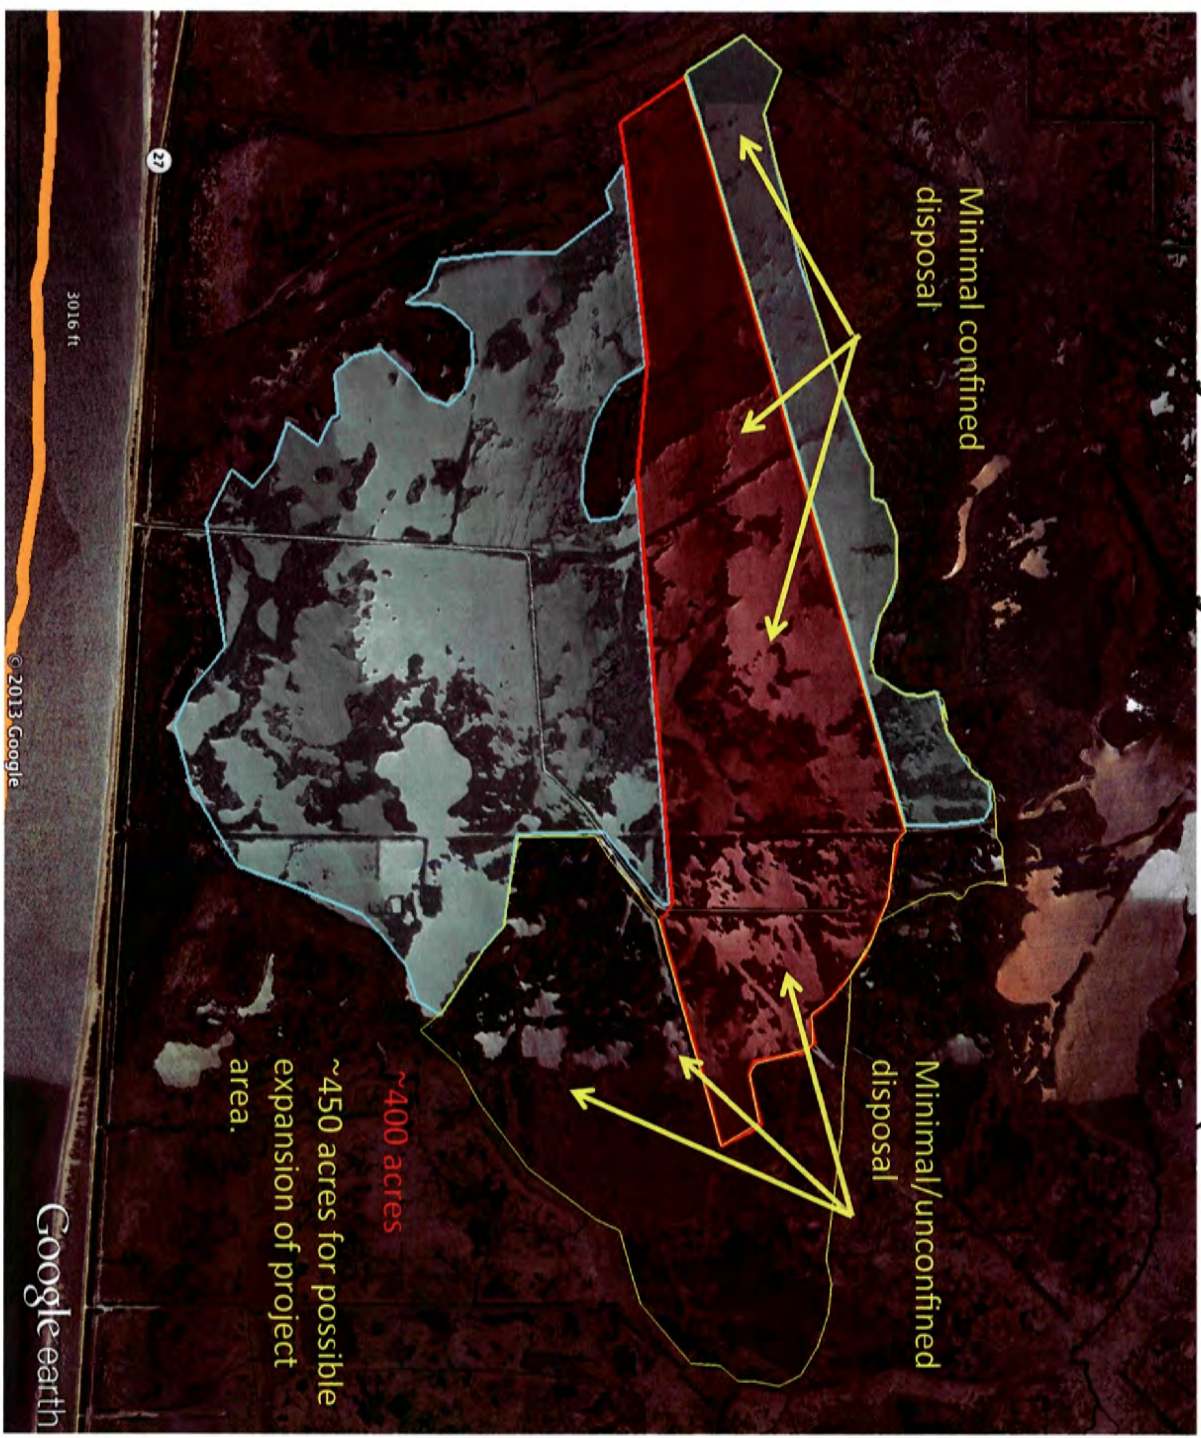 Minimal confined
disposal
Minimal/unconfined
disposal
~400 acres
~450 acres for possible
expansion of project
area.
27
3016 ft
© 2013 Google
Google earth